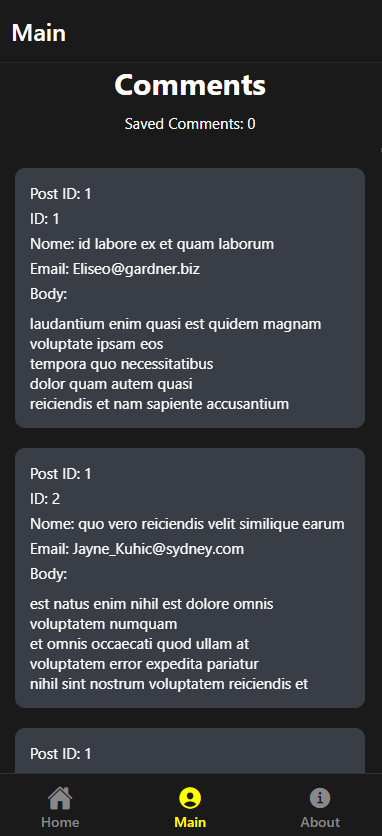 Main
Comments
Saved Comments: 0
Post ID: 1
ID: 1
Nome: id labore ex et quam laborum
Email: Eliseo@gardner.biz
Body:
laudantium enim quasi est quidem magnam
voluptate ipsam eos
tempora quo necessitatibus
dolor quam autem quasi
reiciendis et nam sapiente accusantium
Post ID: 1
ID: 2
Nome: quo vero reiciendis velit similique earum
Email: Jayne_Kuhic@sydney.com
Body:
est natus enim nihil est dolore omnis
voluptatem numquam
et omnis occaecati quod ullam at
voluptatem error expedita pariatur
nihil sint nostrum voluptatem reiciendis et
Post ID: 1
Home
Main
About